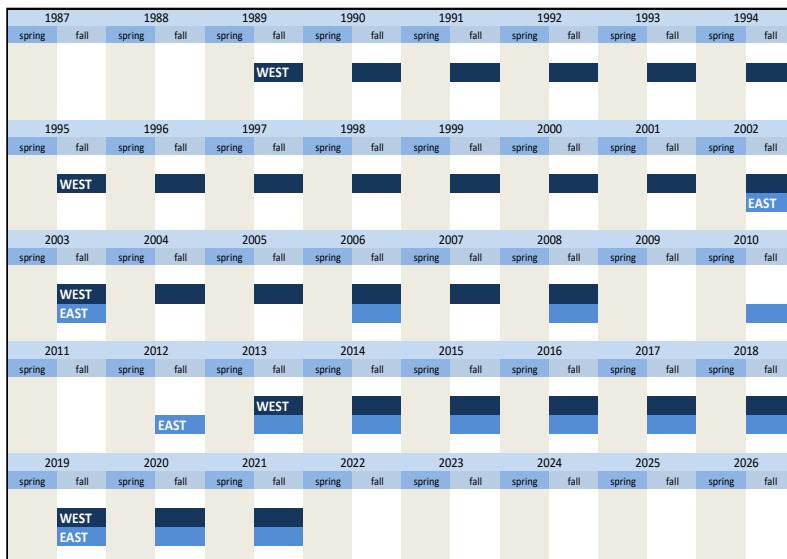 1987 1988 1989 1990 1991 1992 1993 1994
spring fall spring fall spring fall spring fall spring fall spring fall spring fall spring fall
WEST
1995 1996 1997 1998 1999 2000 2001 2002
spring fall spring fall spring fall spring fall spring fall spring fall spring fall spring fall
WEST
EAST
2003 2004 2005 2006 2007 2008 2009 2010
spring fall spring fall spring fall spring fall spring fall spring fall spring fall spring fall
WEST
EAST
2011 2012 2013 2014 2015 2016 2017 2018
spring fall spring fall spring fall spring fall spring fall spring fall spring fall spring fall
WEST
EAST
2019 2020 2021 2022 2023 2024 2025 2026
spring fall spring fall spring fall spring fall spring fall spring fall spring fall spring fall
WEST
EAST